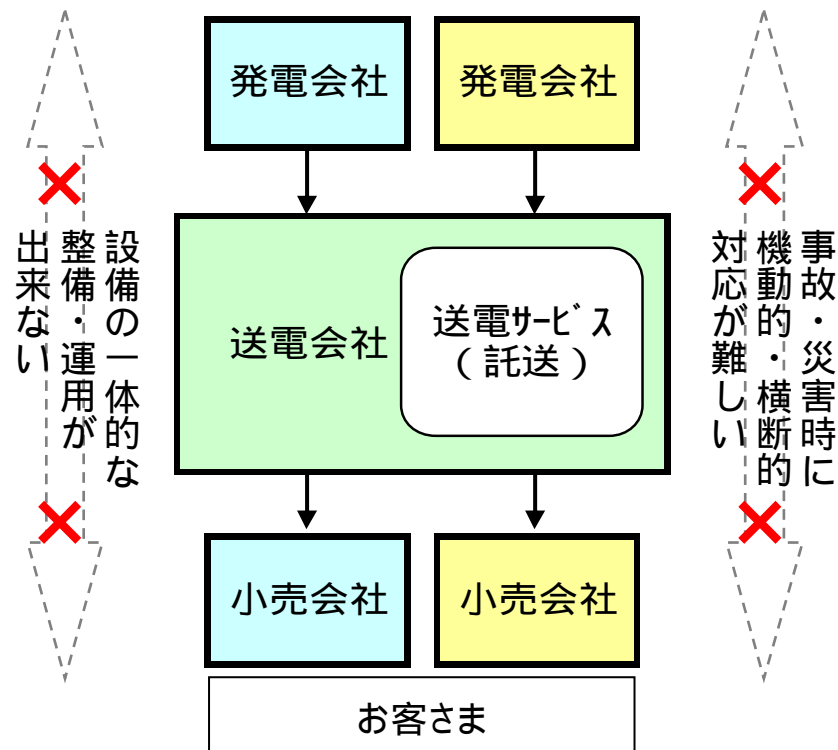 発電会社
発電会社
設備の一体的な
整備・運用が
出来ない
送電会社
送電ｻｰﾋﾞｽ
（託送）
事故・災害時に
機動的・横断的
対応が難しい
小売会社
小売会社
お客さま